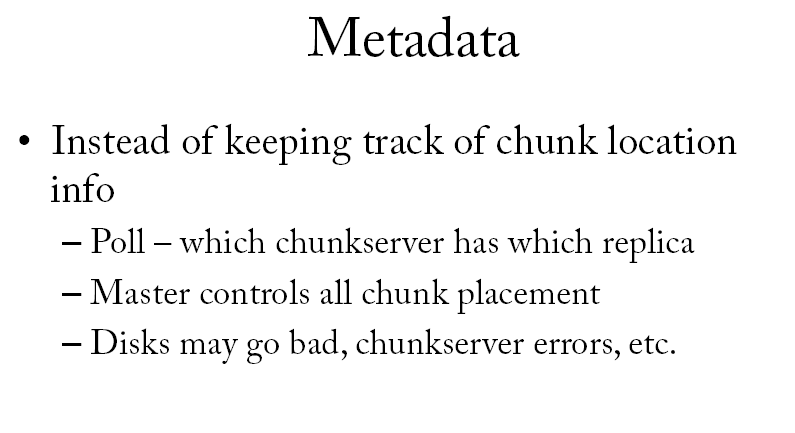 Metadata
• Instead of keeping track of chunk location
info
– Poll – which chunkserver has which replica
– Master controls all chunk placement
– Disks may go bad, chunkserver errors, etc.